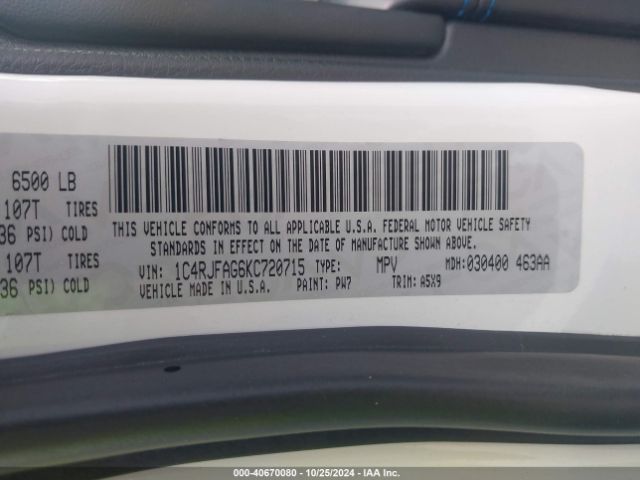 6500 LB
107T TIRES
36 PSI) COLD
107T TIRES
36 PSI) COLD
THIS VEHICLE CONFORMS TO ALL APPLICABLE U.S.A. FEDERAL MOTOR VEHICLE SAFETY
STANDARDS IN EFFECT ON THE DATE OF MANUFACTURE SHOWN ABOVE.
VIN: 1C4RJFAG6KC720715 TYPE: MPV MDH:030400 463AA
VEHICLE MADE IN U.S.A. PAINT: PW7 TRIM: A5X9
000-40670080 - 10/25/2024 - IAA Inc.